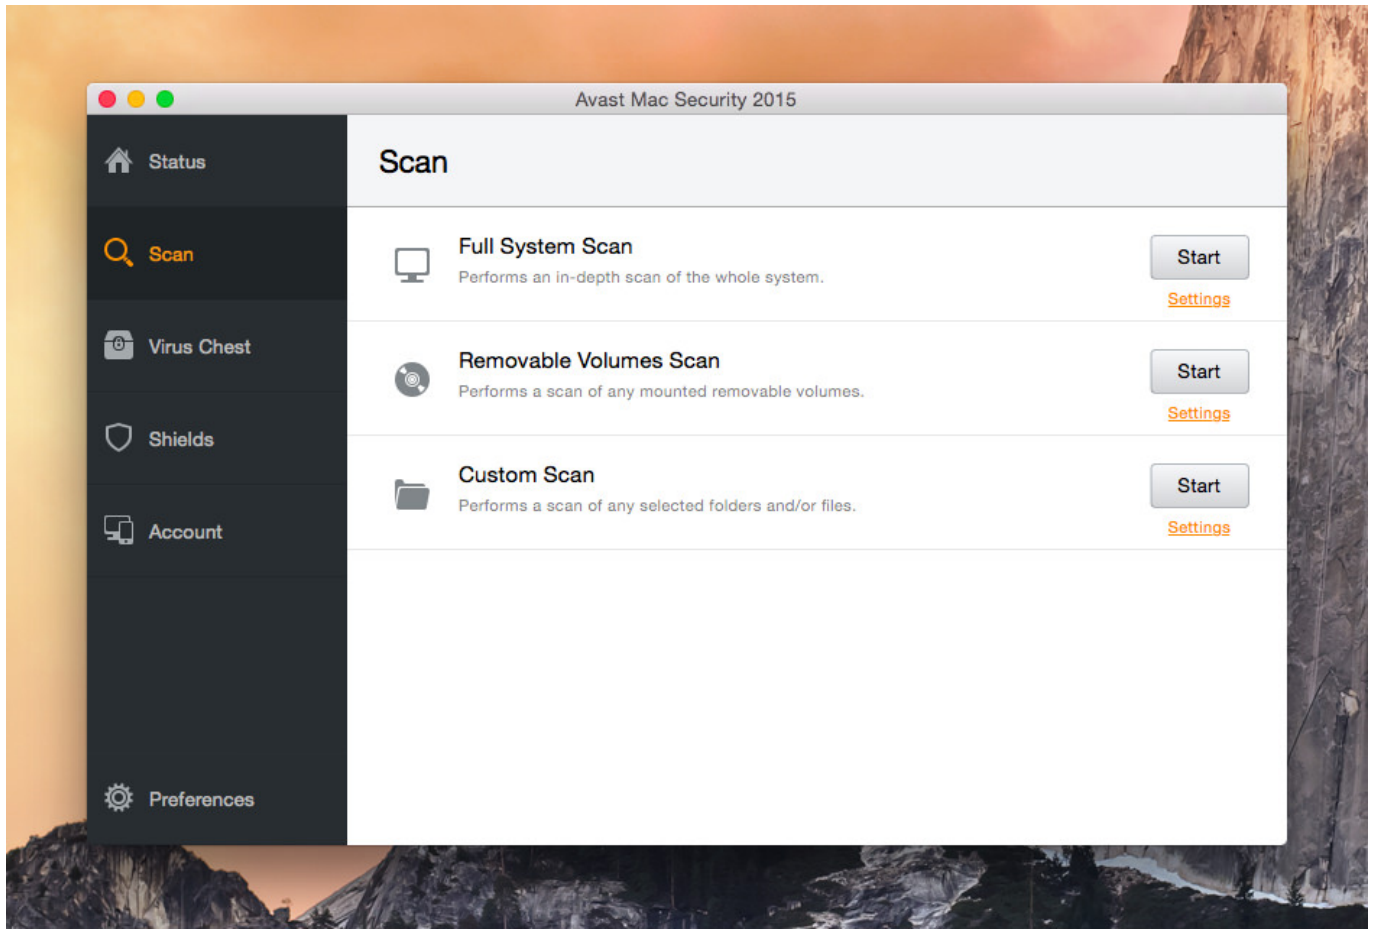 Avast Mac Security 2015
Status
Scan
Virus Chest
Shields
Account
Preferences
Scan
Full System Scan
Performs an in-depth scan of the whole system.
Start
Settings
Removable Volumes Scan
Performs a scan of any mounted removable volumes.
Start
Settings
Custom Scan
Performs a scan of any selected folders and/or files.
Start
Settings